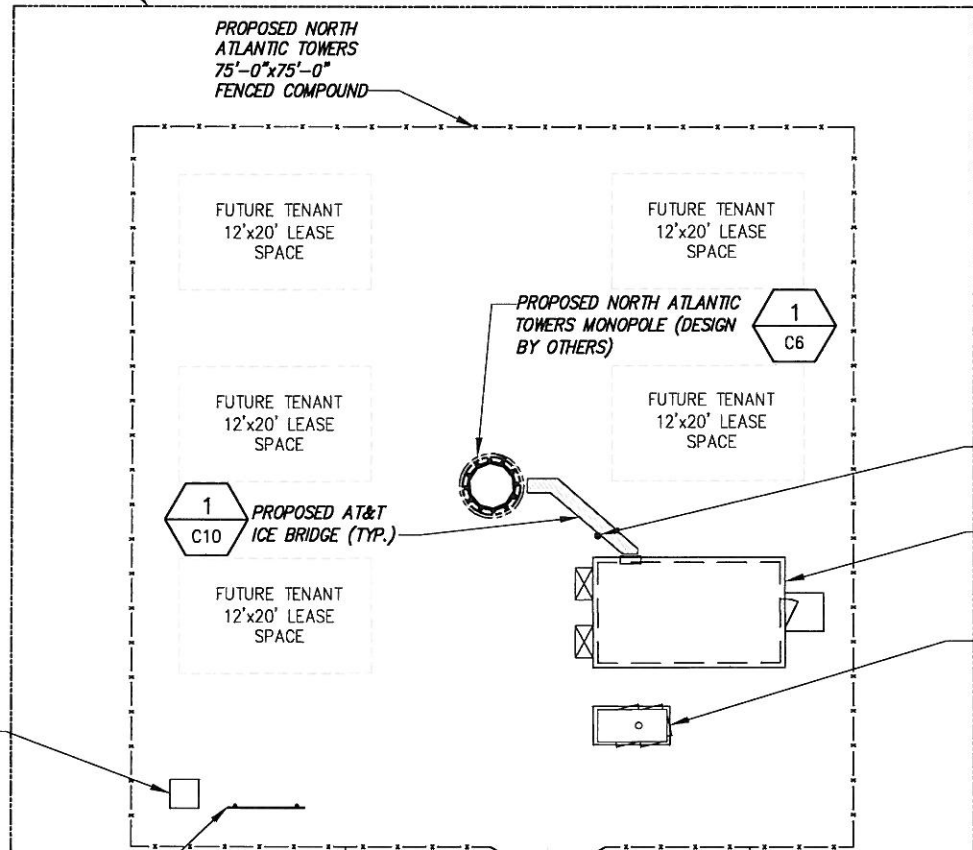 PROPOSED NORTH
ATLANTIC TOWERS
75'-0"x75'-0"
FENCED COMPOUND
FUTURE TENANT
12'x20' LEASE
SPACE
FUTURE TENANT
12'x20' LEASE
SPACE
PROPOSED NORTH ATLANTIC
TOWERS MONOPOLE (DESIGN
BY OTHERS)
1
C6
FUTURE TENANT
12'x20' LEASE
SPACE
FUTURE TENANT
12'x20' LEASE
SPACE
1
C10
PROPOSED AT&T
ICE BRIDGE (TYP.)
FUTURE TENANT
12'x20' LEASE
SPACE